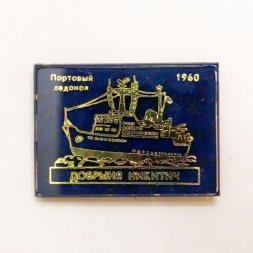 Портовый 1960
ледокол
ДОБРЫНЯ НИКИТИЧ